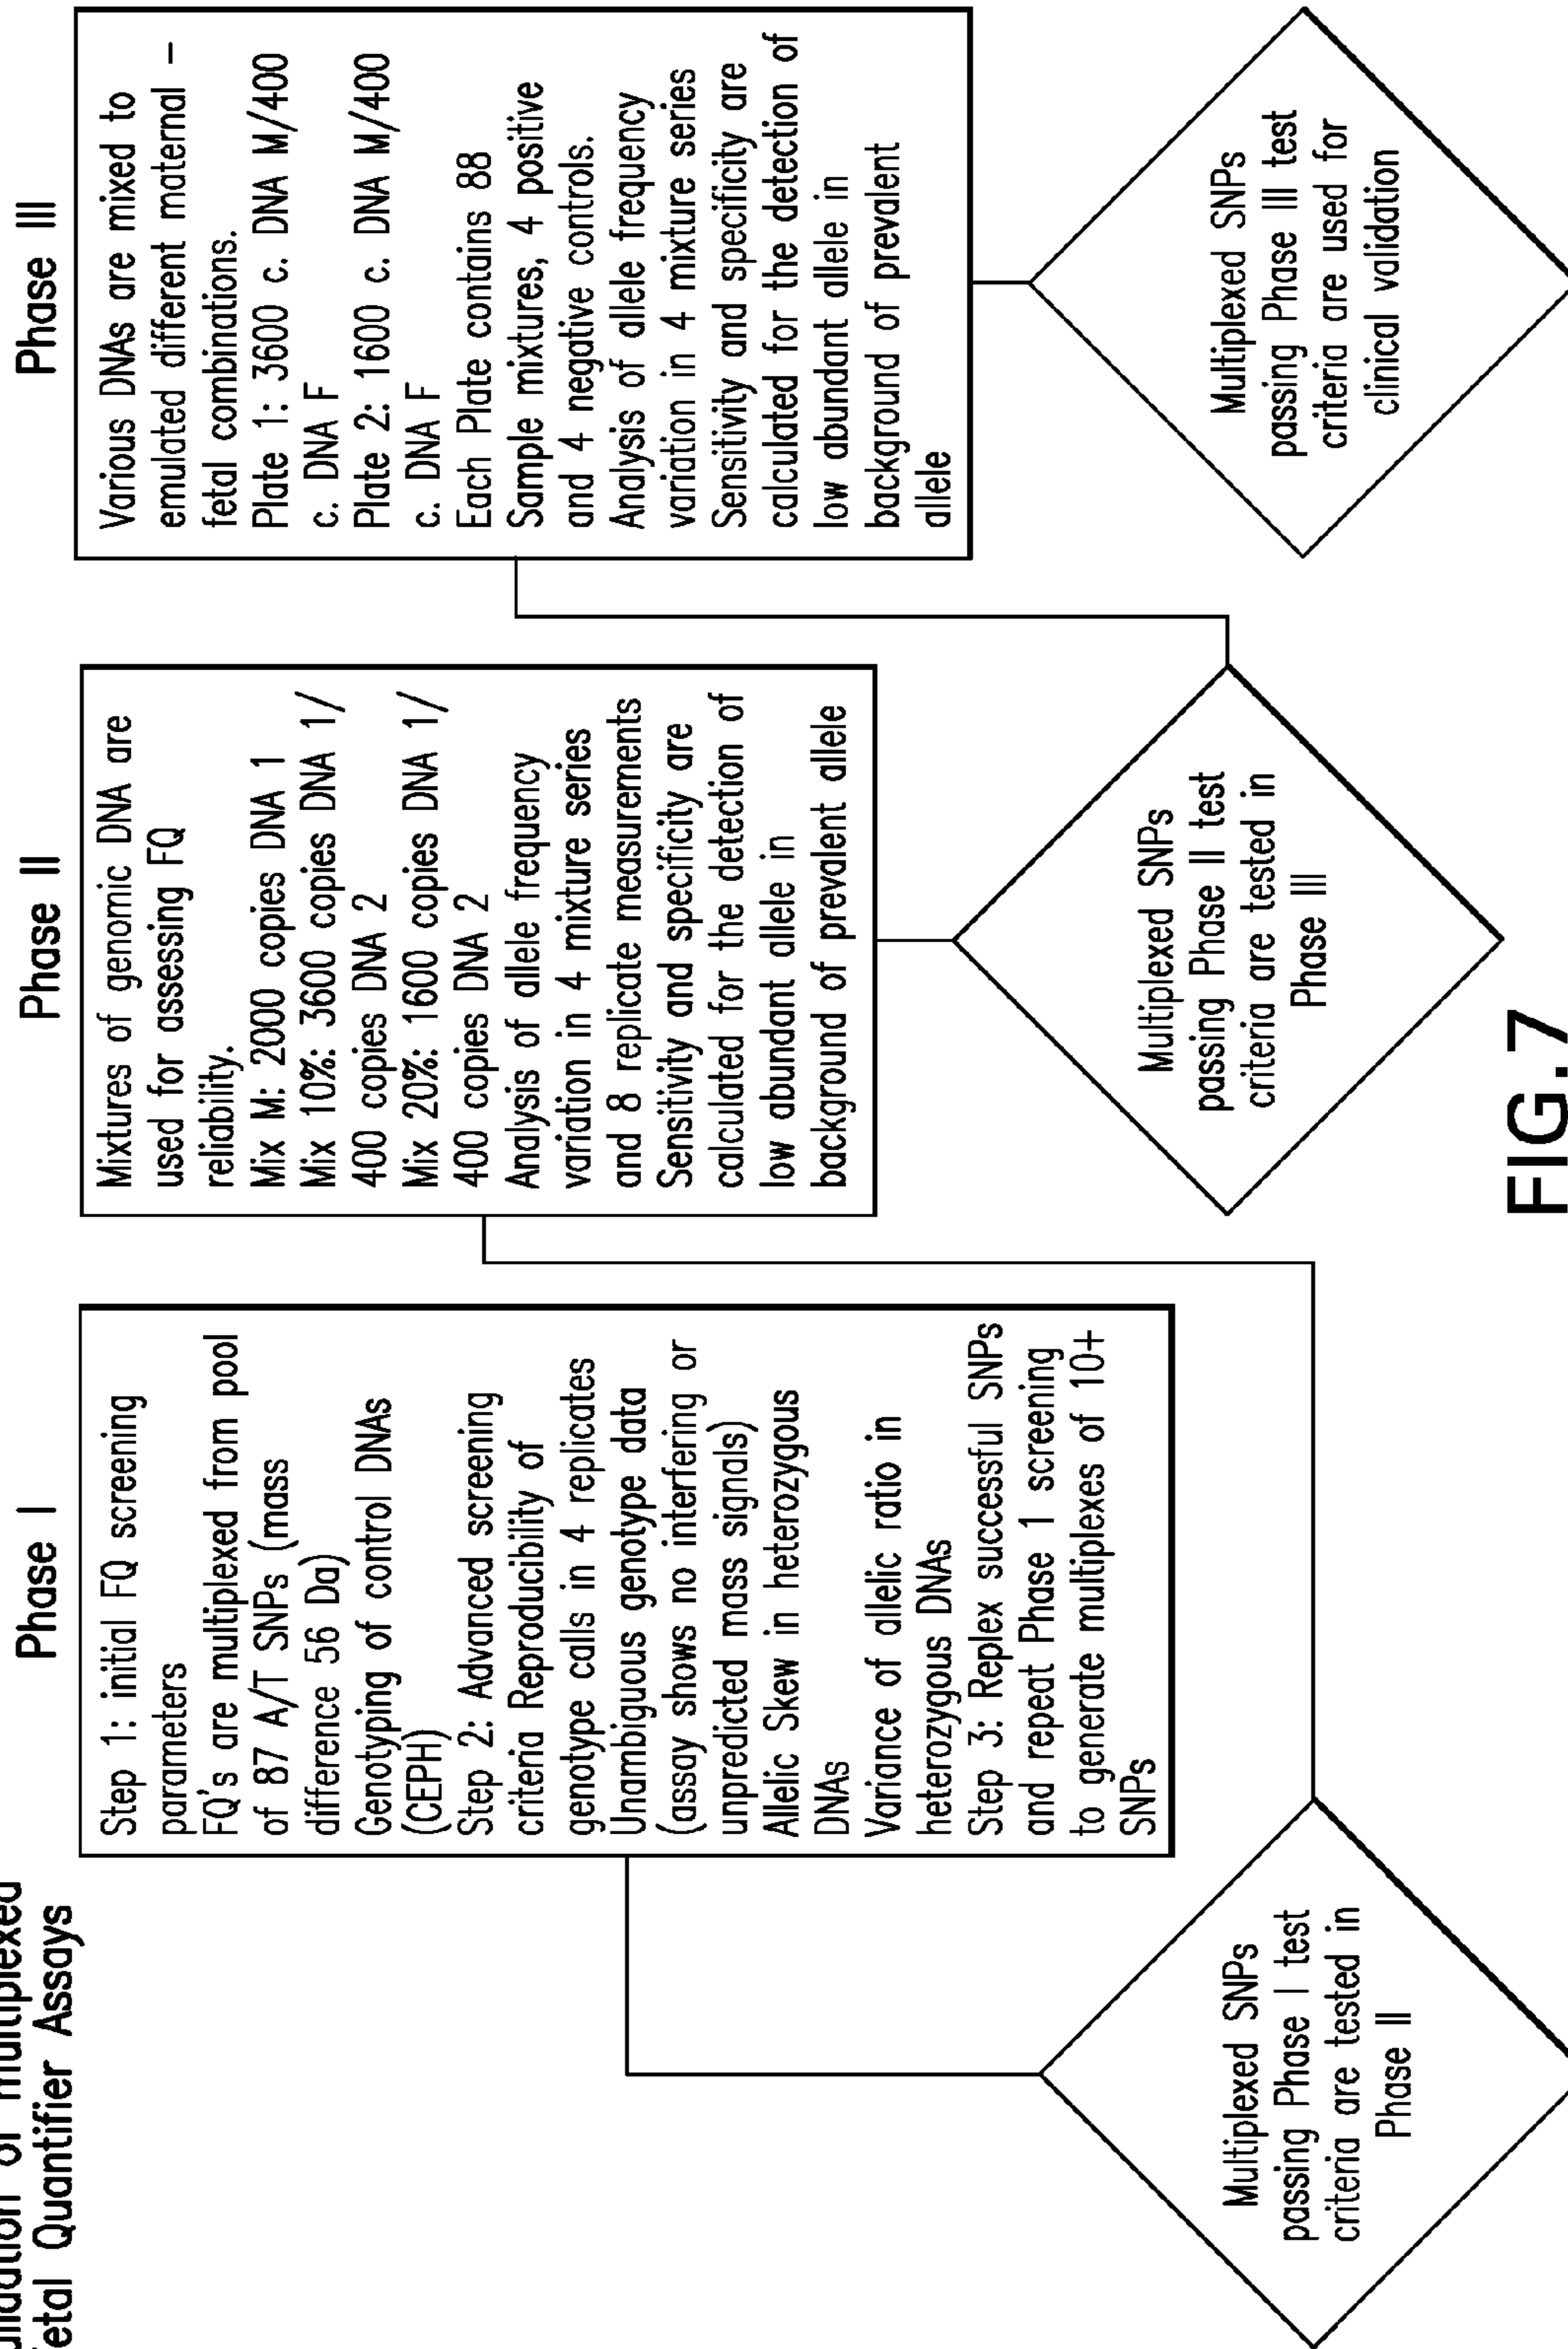 of multiplexed
Fetal Quantifier Assays
Phase I
Step 1: initial FQ screening
parameters
FQ's are multiplexed from pool
of 87 A/T SNPs (mass
difference 56 Da)
Genotyping of control DNAs
(CEPH)
Step 2: Advanced screening
criteria Reproducibility of
genotype calls in 4 replicates
Unambiguous genotype data
(assay shows no interfering or
unpredicted mass signals)
Allelic Skew in heterozygous
DNAs
Variance of allelic ratio in
heterozygous DNAs
Step 3: Replex successful SNPs
and repeat Phase 1 screening
to generate multiplexes of 10+
SNPs
Multiplexed SNPs
passing Phase I test
criteria are tested in
Phase II
Phase II
Mixtures of genomic DNA are
used for assessing FQ
reliability.
Mix M: 2000 copies DNA 1
Mix 10%: 3600 copies DNA 1/
400 copies DNA 2
Mix 20%: 1600 copies DNA 1/
400 copies DNA 2
Analysis of allele frequency
variation in 4 mixture series
and 8 replicate measurements
Sensitivity and specificity are
calculated for the detection of
low abundant allele in
background of prevalent allele
Multiplexed SNPs
passing Phase II test
criteria are tested in
Phase III
Phase III
Various DNAs are mixed to
emulated different maternal –
fetal combinations.
Plate 1: 3600 c. DNA M/400
c. DNA F
Plate 2: 1600 c. DNA M/400
c. DNA F
Each Plate contains 88
Sample mixtures, 4 positive
and 4 negative controls.
Analysis of allele frequency
variation in 4 mixture series
Sensitivity and specificity are
calculated for the detection of
low abundant allele in
background of prevalent
allele
Multiplexed SNPs
passing Phase III test
criteria are used for
clinical validation
FIG.7